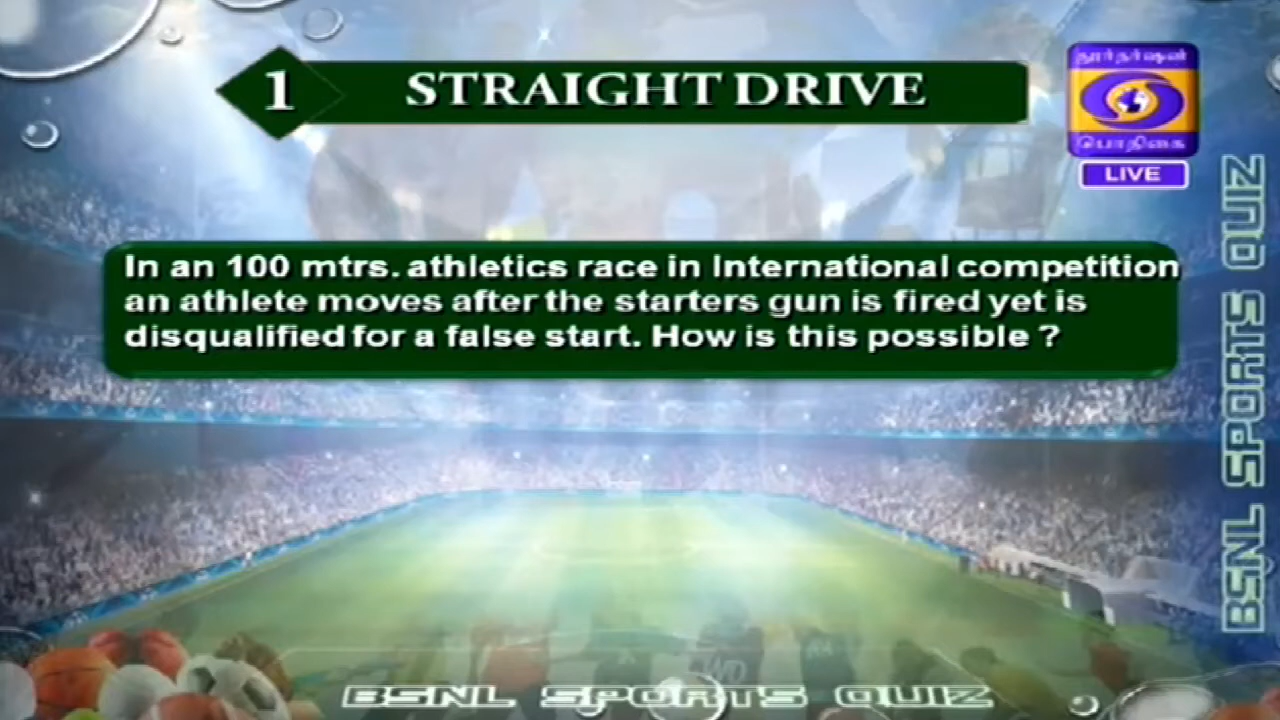 1 STRAIGHT DRIVE
தூர்தர்ஷன்
பொதிகை
LIVE
In an 100 mtrs. athletics race in International competition
an athlete moves after the starters gun is fired yet is
disqualified for a false start. How is this possible ?
BSNL SPORTS QUIZ
BSNL SPORTS QUIZ